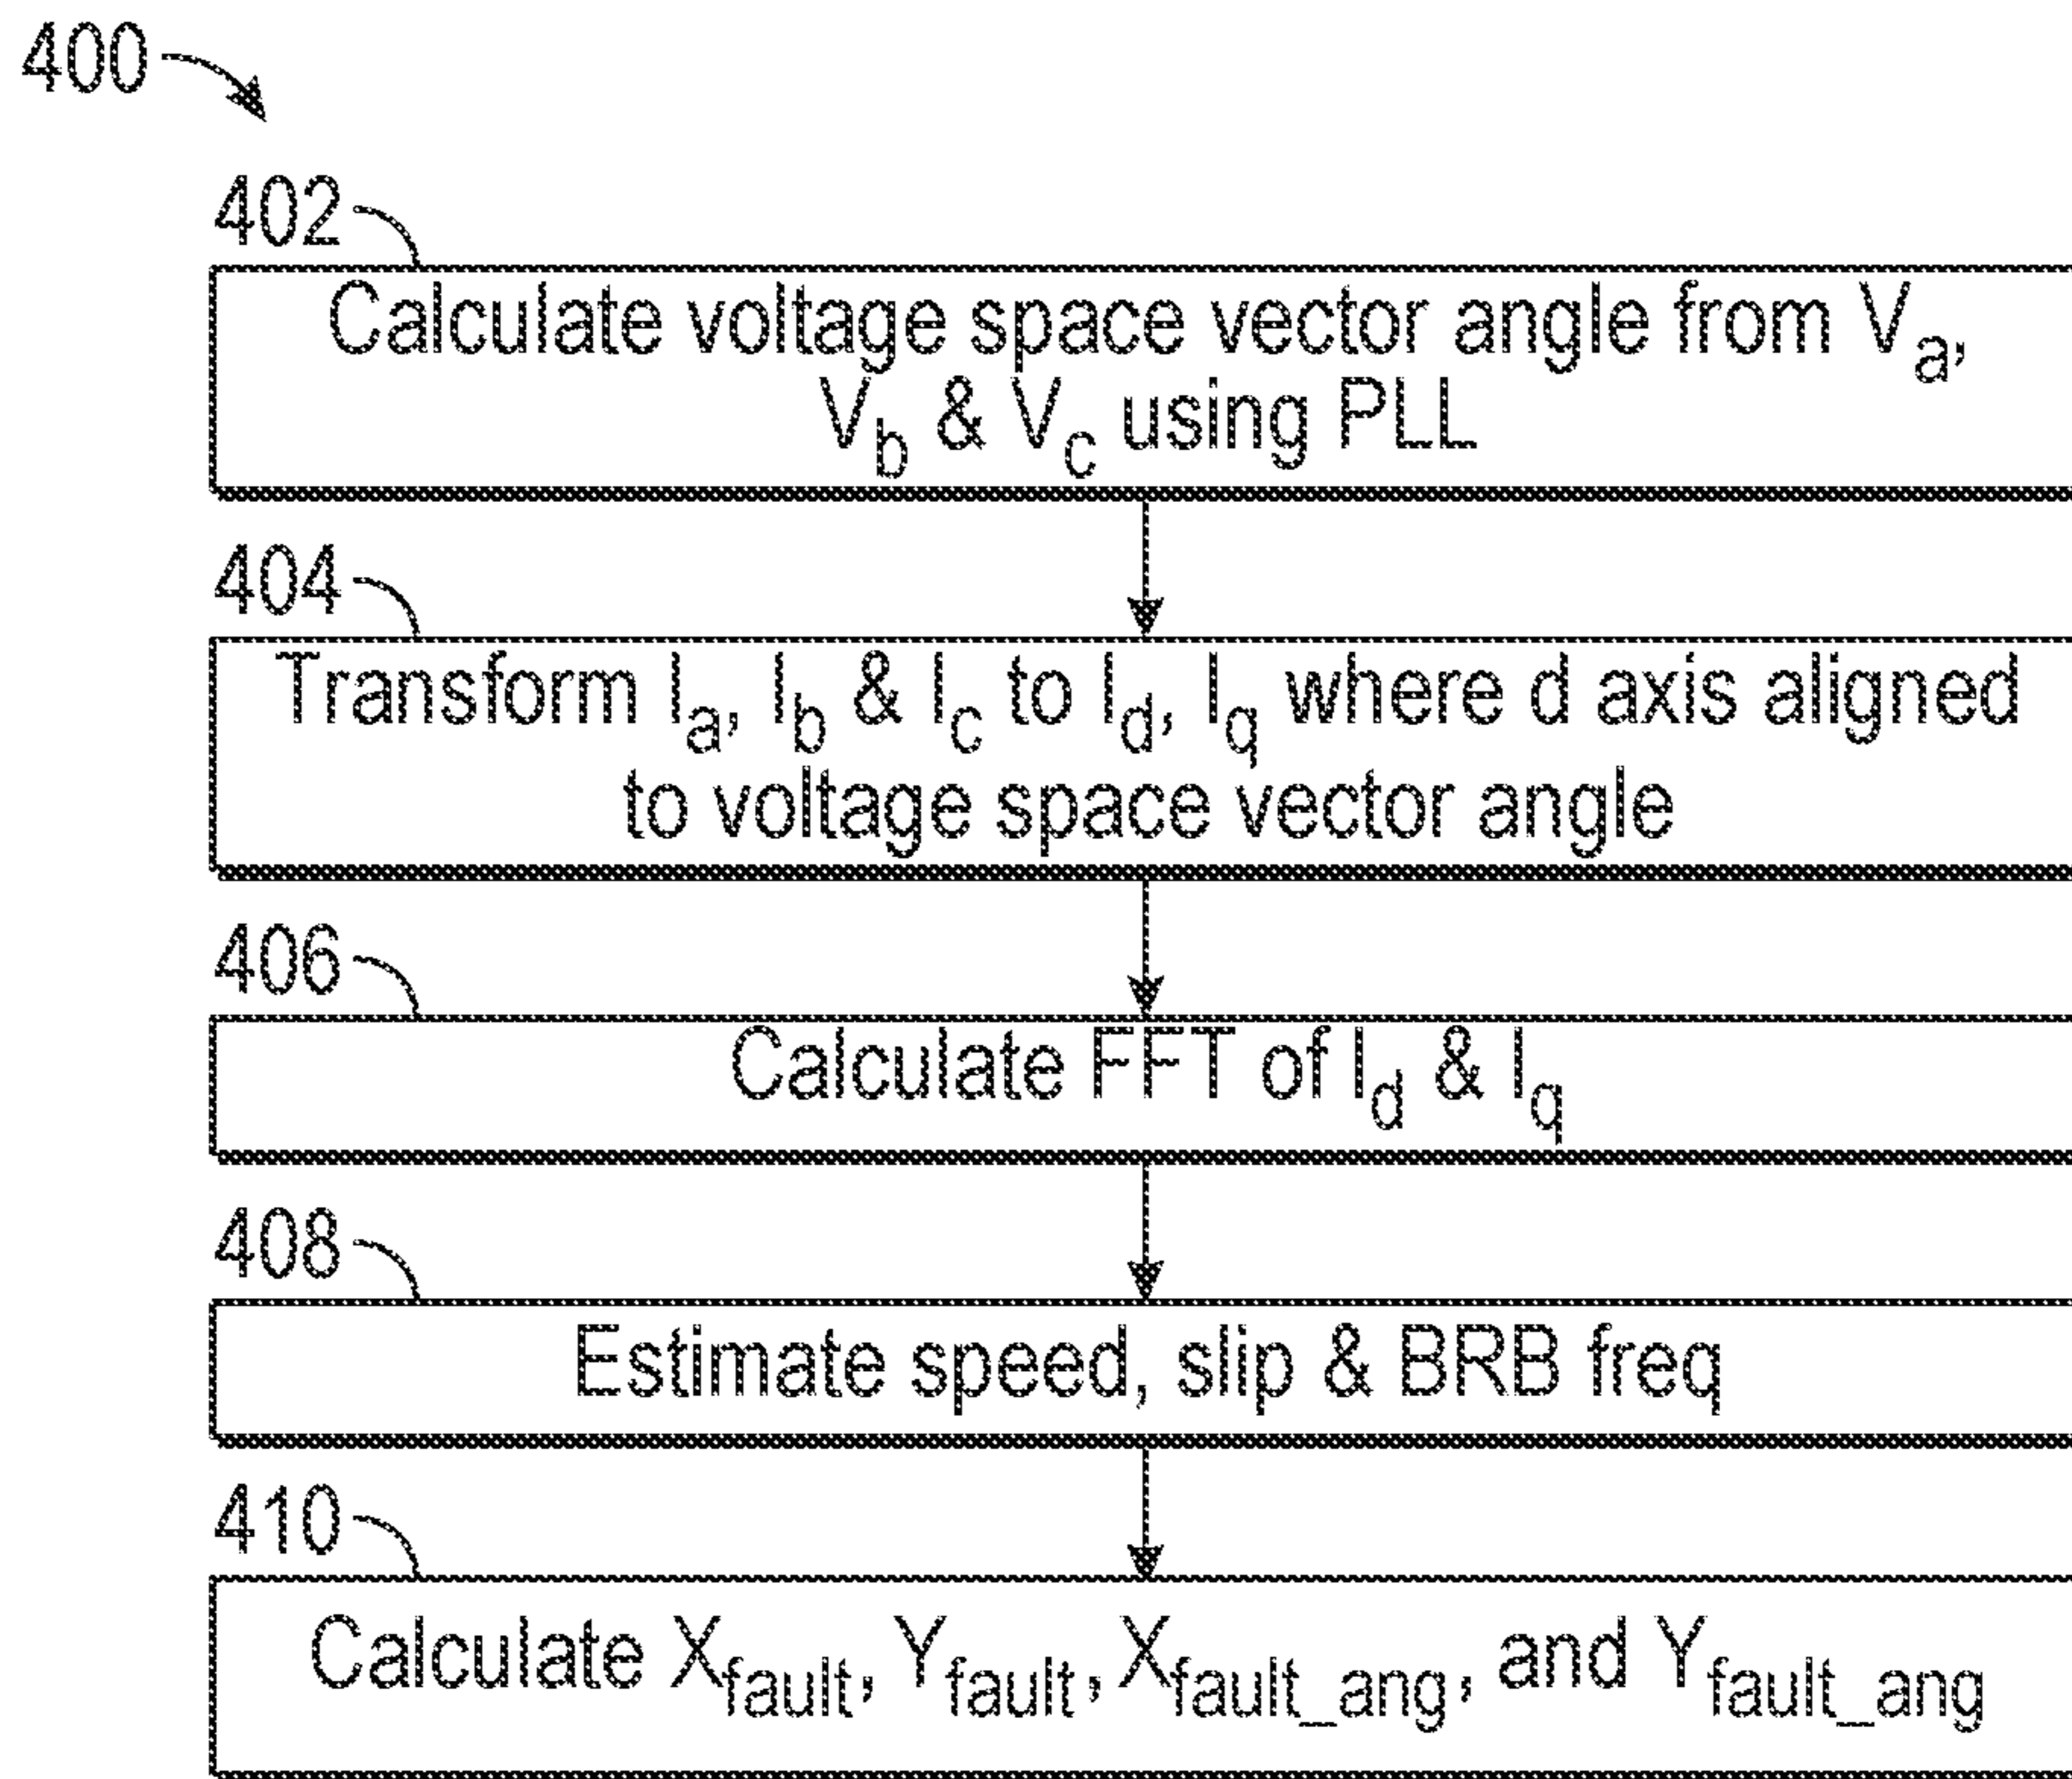 400
402
Calculate voltage space vector angle from Va,
Vb & Vc using PLL
404
Transform Ia, Ib & Ic to Id, Iq where d axis aligned
to voltage space vector angle
406
Calculate FFT of Id & Iq
408
Estimate speed, slip & BRB freq
410
Calculate Xfault, Yfault, Xfault_ang, and Yfault_ang